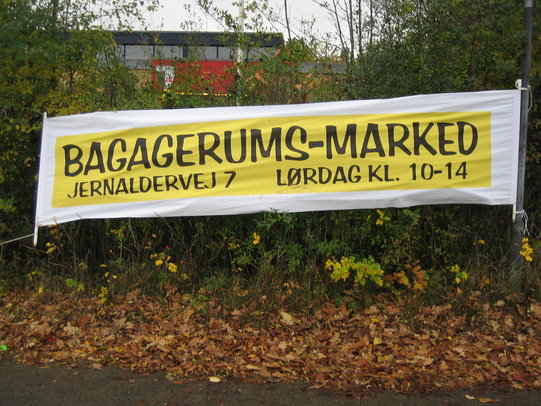 BAGAGERUMS-MARKED
JERNALDERVEJ 7 LØRDAG KL. 10-14